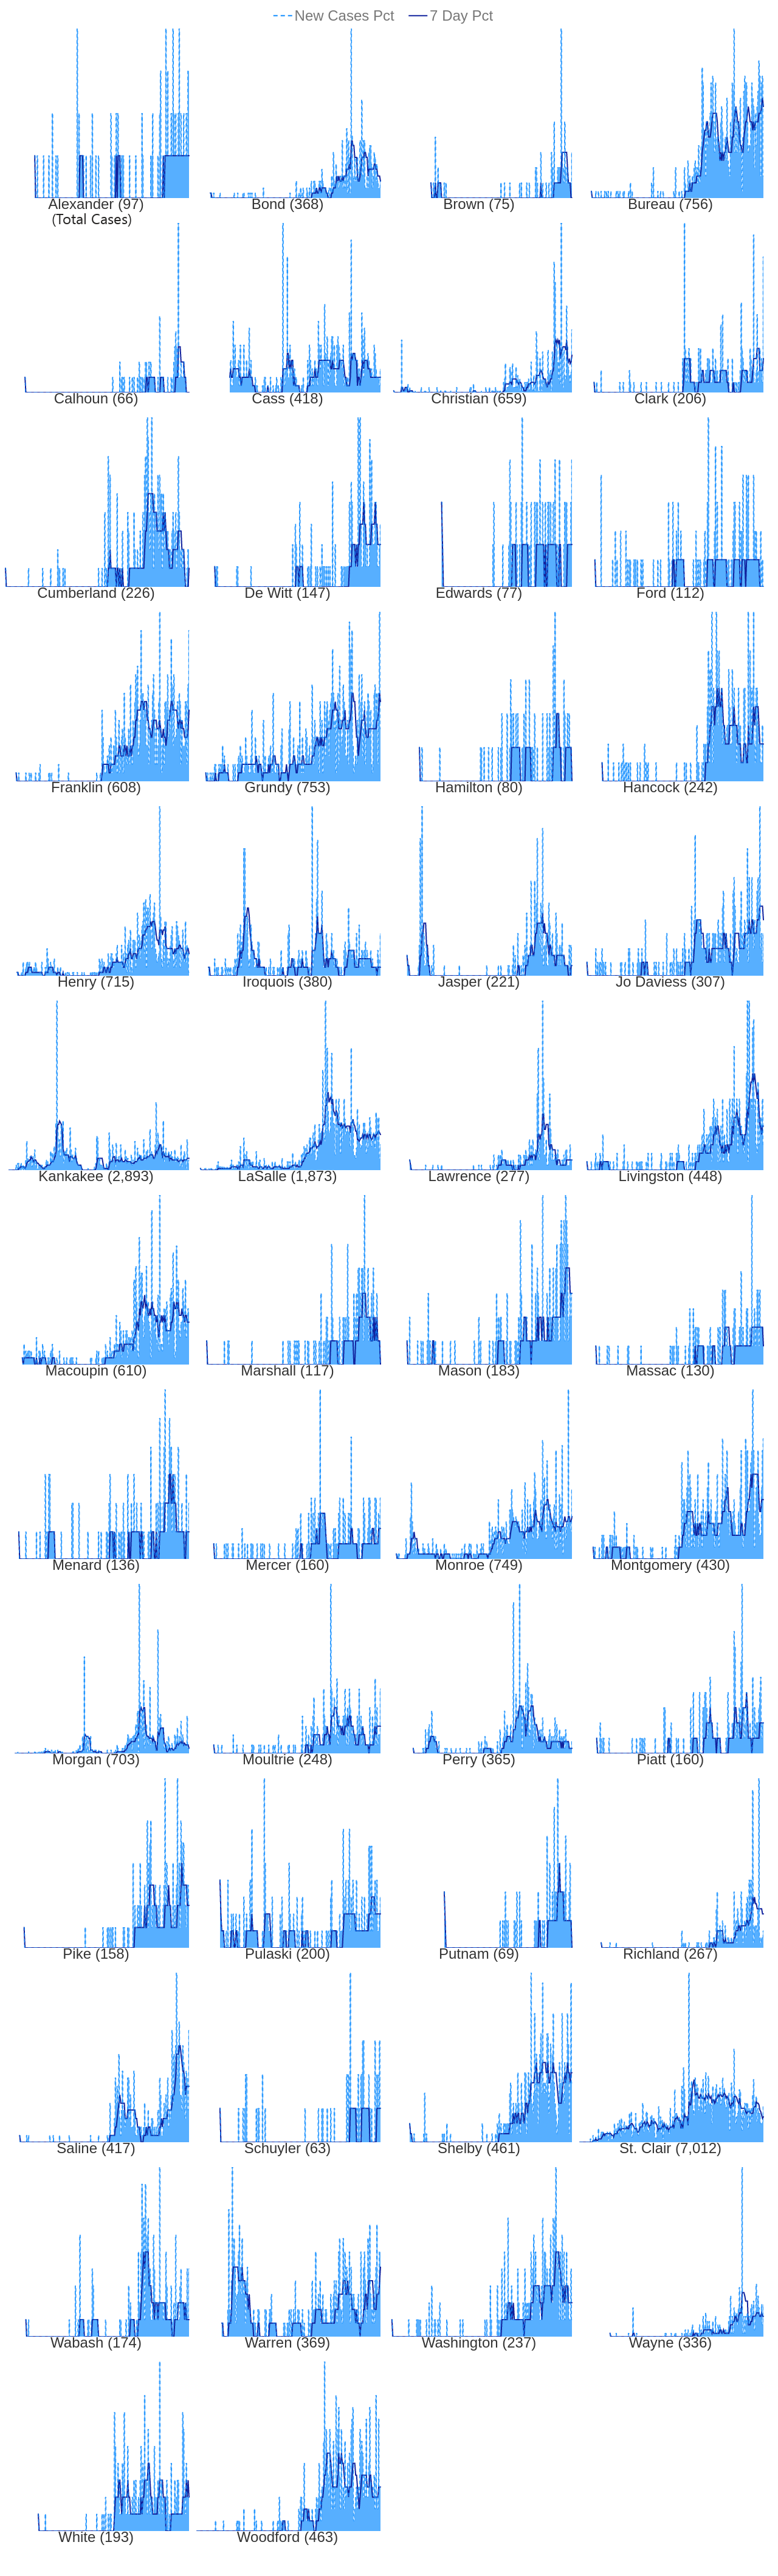 New Cases Pct 7 Day Pct
Alexander (97) Bond (368) Brown (75) Bureau (756)
(Total Cases)
Calhoun (66) Cass (418) Christian (659) Clark (206)
Cumberland (226) De Witt (147) Edwards (77) Ford (112)
Franklin (608) Grundy (753) Hamilton (80) Hancock (242)
Henry (715) Iroquois (380) Jasper (221) Jo Daviess (307)
Kankakee (2,893) LaSalle (1,873) Lawrence (277) Livingston (448)
Macoupin (610) Marshall (117) Mason (183) Massac (130)
Menard (136) Mercer (160) Monroe (749) Montgomery (430)
Morgan (703) Moultrie (248) Perry (365) Piatt (160)
Pike (158) Pulaski (200) Putnam (69) Richland (267)
Saline (417) Schuyler (63) Shelby (461) St. Clair (7,012)
Wabash (174) Warren (369) Washington (237) Wayne (336)
White (193) Woodford (463)